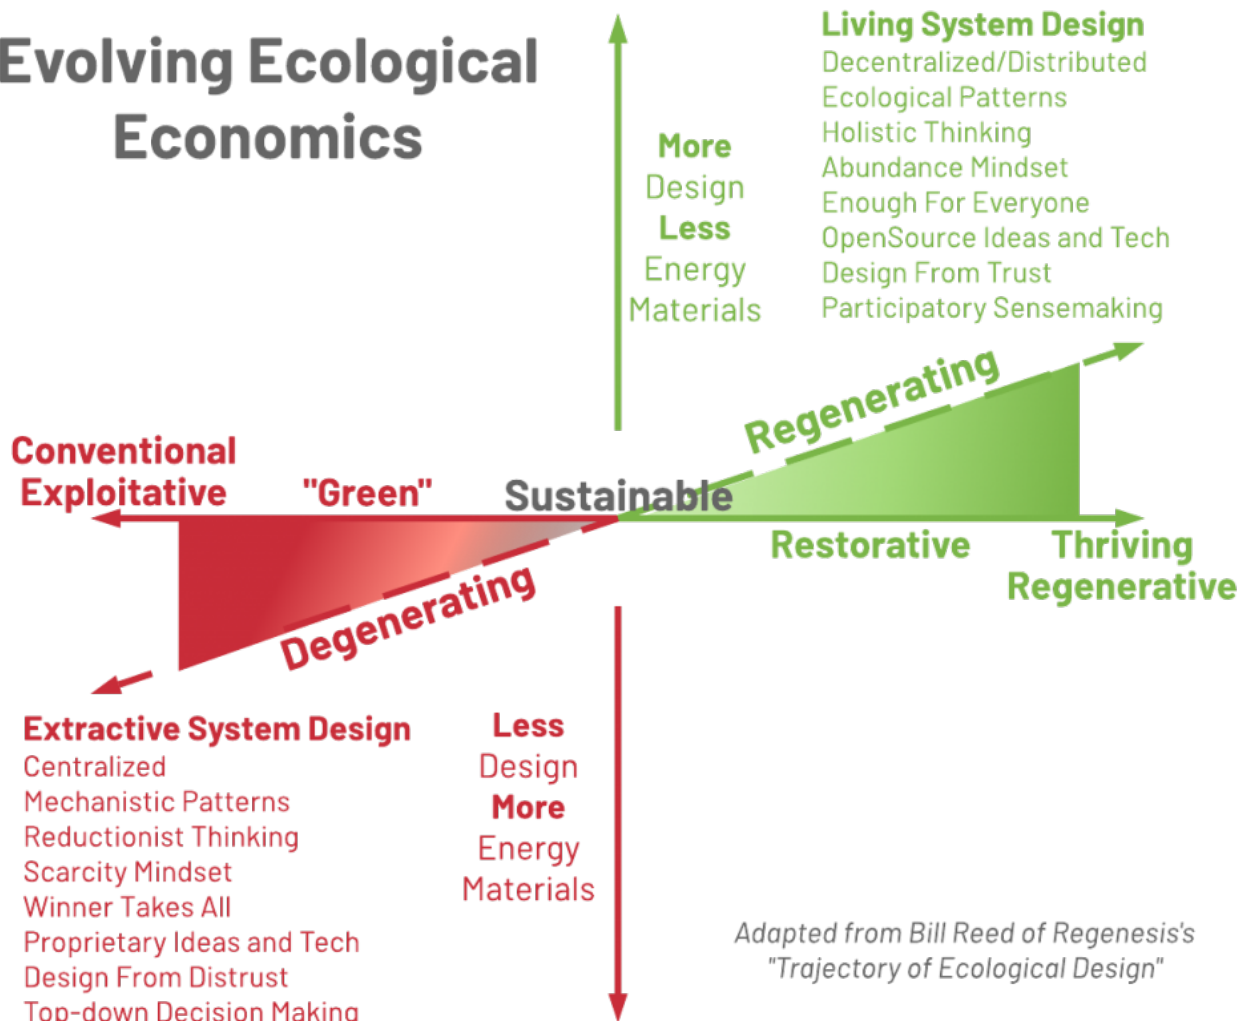 Evolving Ecological
Economics
More
Design
Less
Energy
Materials
Living System Design
Decentralized/Distributed
Ecological Patterns
Holistic Thinking
Abundance Mindset
Enough For Everyone
OpenSource Ideas and Tech
Design From Trust
Participatory Sensemaking
Regenerating
Conventional
Exploitative
"Green"
Sustainable
Restorative
Thriving
Regenerative
Degenerating
Extractive System Design
Centralized
Mechanistic Patterns
Reductionist Thinking
Scarcity Mindset
Winner Takes All
Proprietary Ideas and Tech
Design From Distrust
Top-down Decision Making
Less
Design
More
Energy
Materials
Adapted from Bill Reed of Regenesis's
"Trajectory of Ecological Design"